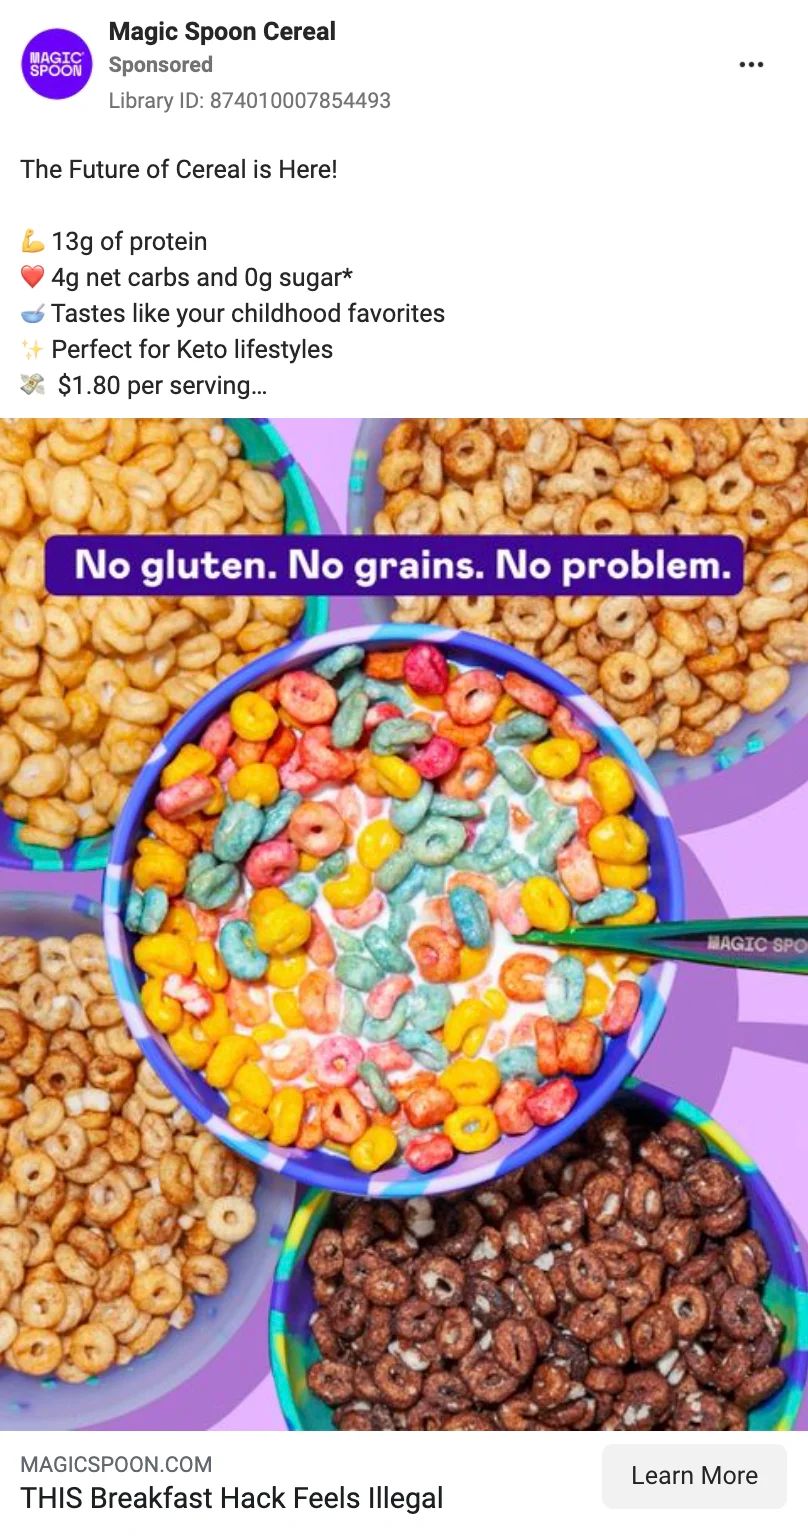 MAGIC
SPOON
Magic Spoon Cereal
Sponsored
Library ID: 874010007854493
The Future of Cereal is Here!
💪 13g of protein
❤️ 4g net carbs and 0g sugar*
🥣 Tastes like your childhood favorites
✨ Perfect for Keto lifestyles
💸 $1.80 per serving...
No gluten. No grains. No problem.
MAGIC SPO
MAGICSPOON.COM
THIS Breakfast Hack Feels Illegal
Learn More